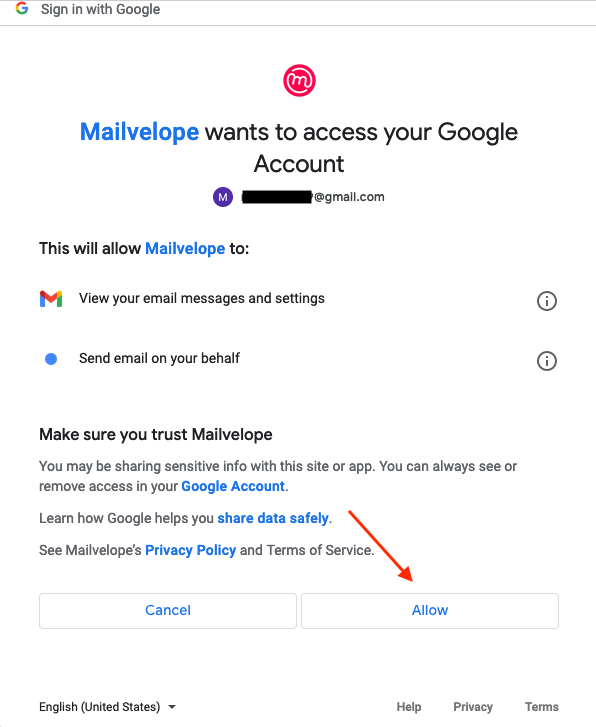 Sign in with Google
Mailvelope wants to access your Google
Account
M @gmail.com
This will allow Mailvelope to:
View your email messages and settings
Send email on your behalf
Make sure you trust Mailvelope
You may be sharing sensitive info with this site or app. You can always see or
remove access in your Google Account.
Learn how Google helps you share data safely.
See Mailvelope's Privacy Policy and Terms of Service.
Cancel Allow
English (United States) Help Privacy Terms